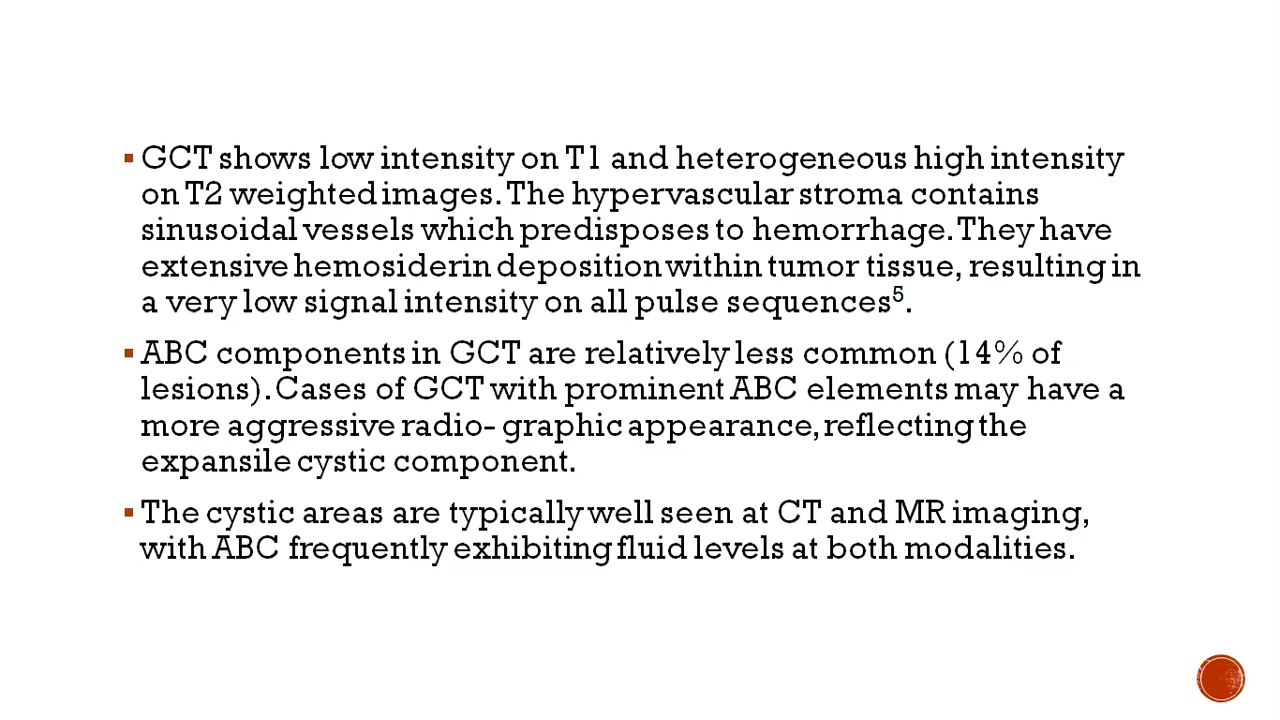 ▪ GCT shows low intensity on T1 and heterogeneous high intensity
on T2 weighted images. The hypervascular stroma contains
sinusoidal vessels which predisposes to hemorrhage. They have
extensive hemosiderin deposition within tumor tissue, resulting in
a very low signal intensity on all pulse sequences⁵.
▪ ABC components in GCT are relatively less common (14% of
lesions). Cases of GCT with prominent ABC elements may have a
more aggressive radio- graphic appearance, reflecting the
expansile cystic component.
▪ The cystic areas are typically well seen at CT and MR imaging,
with ABC frequently exhibiting fluid levels at both modalities.